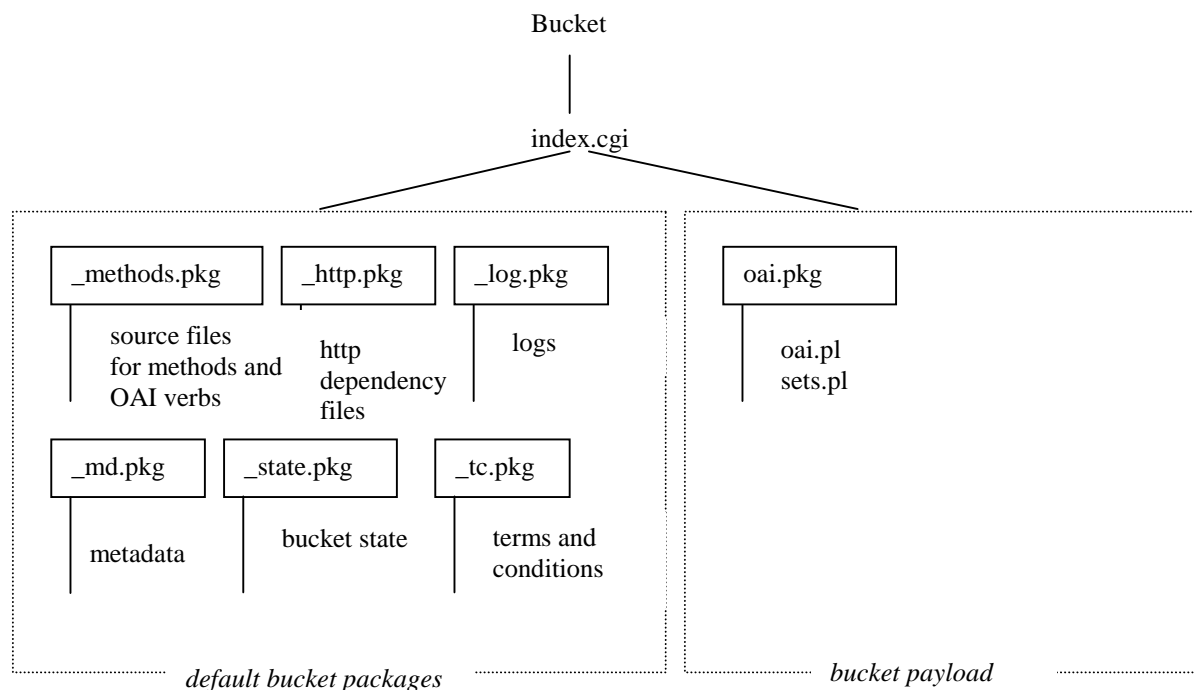 Bucket
index.cgi
_methods.pkg
source files
for methods and
OAI verbs
_http.pkg
http
dependency
files
_log.pkg
logs
_md.pkg
metadata
_state.pkg
bucket state
_tc.pkg
terms and
conditions
default bucket packages
oai.pkg
oai.pl
sets.pl
bucket payload